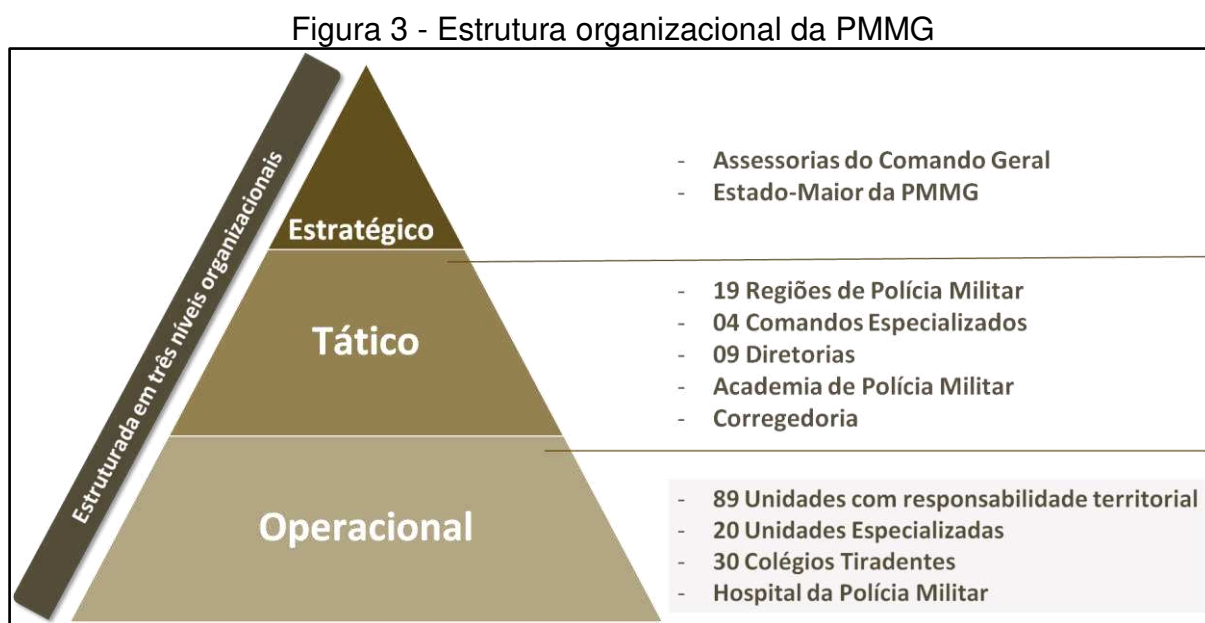 Figura 3 - Estrutura organizacional da PMMG
Estruturada em três níveis organizacionais
Estratégico
- Assessorias do Comando Geral
- Estado-Maior da PMMG
Tático
- 19 Regiões de Polícia Militar
- 04 Comandos Especializados
- 09 Diretorias
- Academia de Polícia Militar
- Corregedoria
Operacional
- 89 Unidades com responsabilidade territorial
- 20 Unidades Especializadas
- 30 Colégios Tiradentes
- Hospital da Polícia Militar